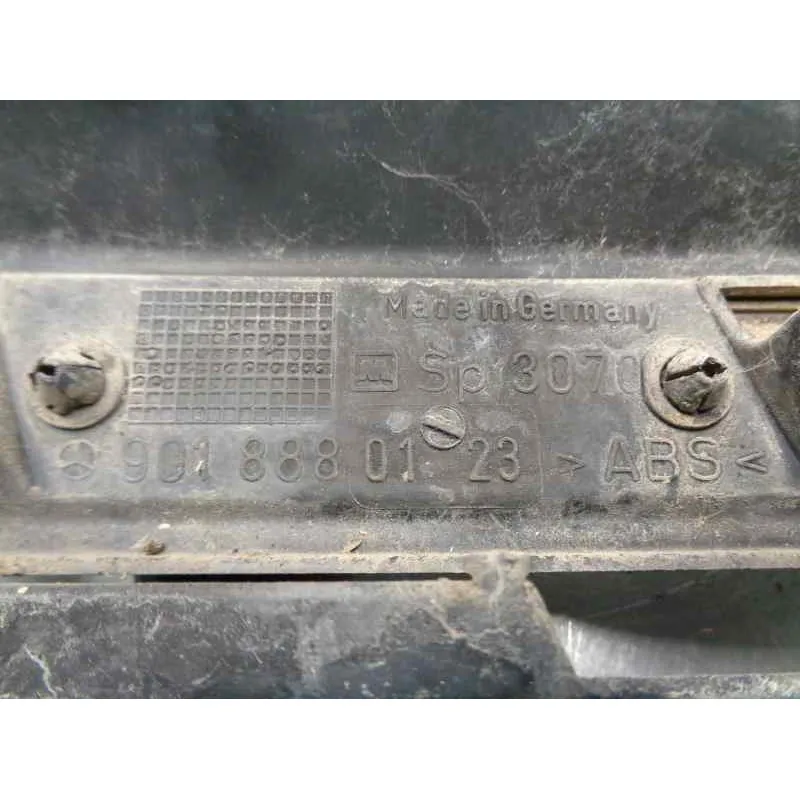 Made in Germany
Sp 3070
901 888 01 23 >ABS<